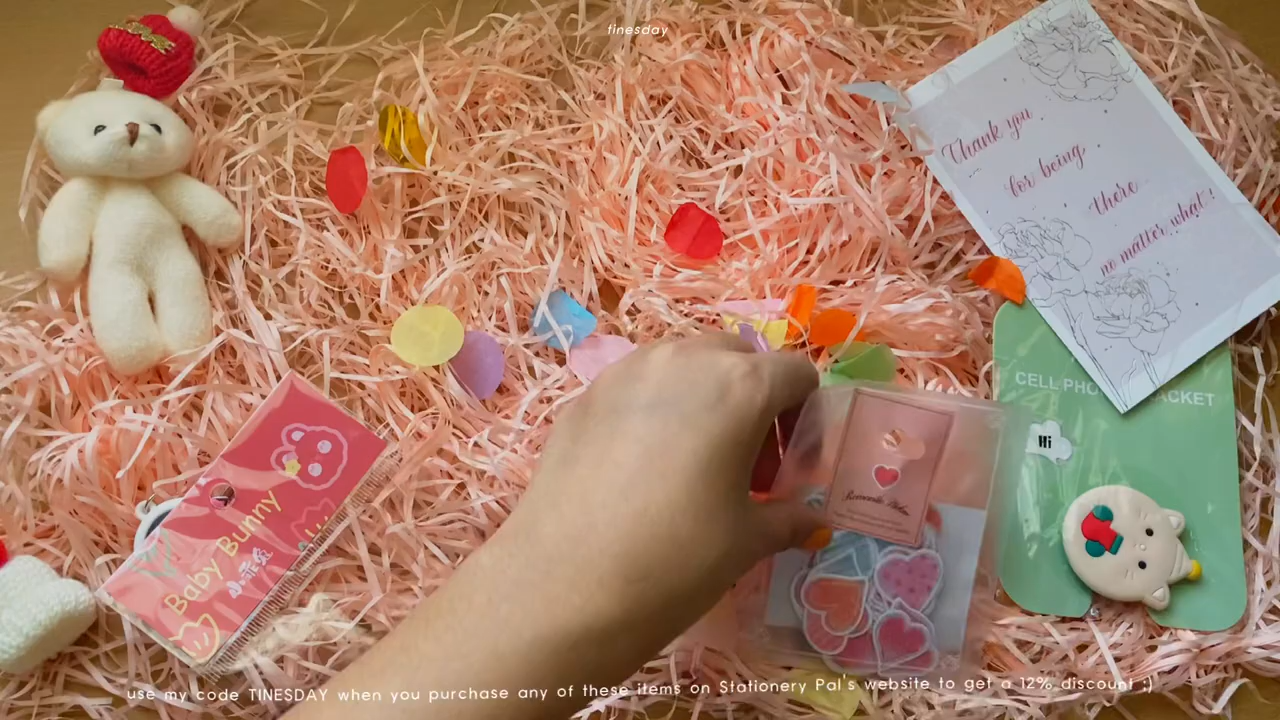 tinesday
Thank you
for being
there
no matter what!
CELL PHO
ACKET
Hi
Baby Bunny
use my code TINESDAY when you purchase any of these items on Stationery Pal's website to get a 12% discount :)